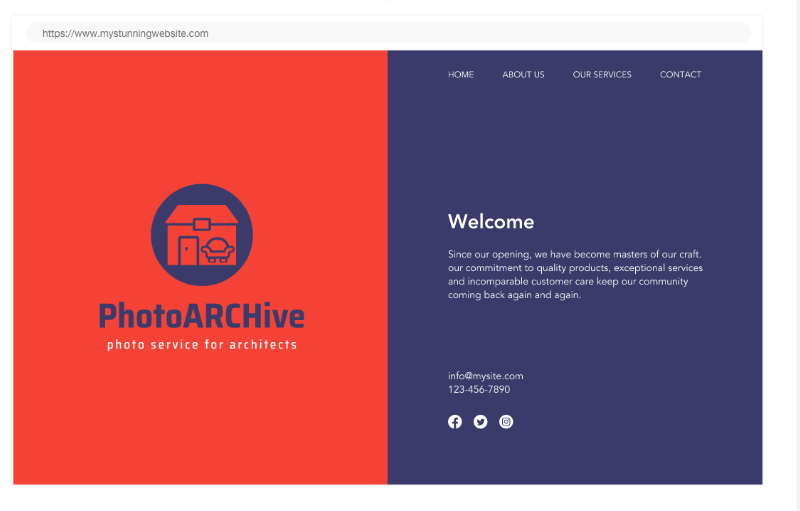 https://www.mystunningwebsite.com
HOME ABOUT US OUR SERVICES CONTACT
PhotoARCHive
photo service for architects
Welcome
Since our opening, we have become masters of our craft.
our commitment to quality products, exceptional services
and incomparable customer care keep our community
coming back again and again.
info@mysite.com
123-456-7890